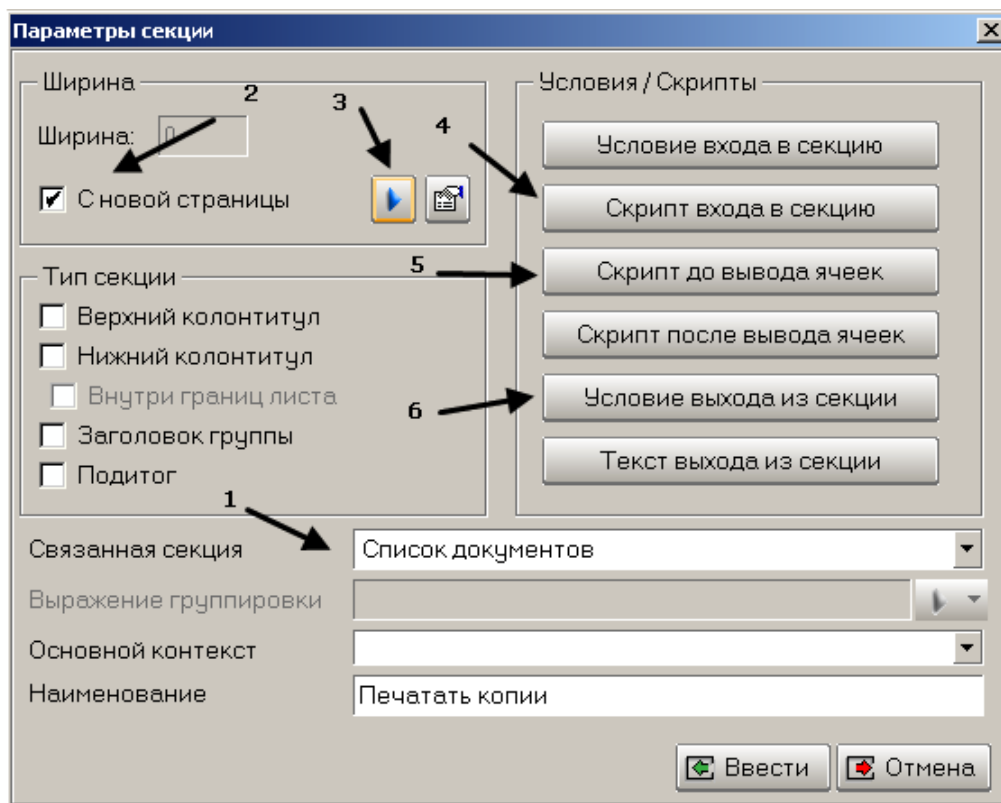 Параметры секции
Ширина
2
3
Ширина: 0
С новой страницы
Тип секции
Верхний колонтитул
Нижний колонтитул
Внутри границ листа
Заголовок группы
Подитог
Условия / Скрипты
4
Условие входа в секцию
Скрипт входа в секцию
5
Скрипт до вывода ячеек
Скрипт после вывода ячеек
6
Условие выхода из секции
Текст выхода из секции
1
Связанная секция Список документов
Выражение группировки
Основной контекст
Наименование Печатать копии
Ввести Отмена